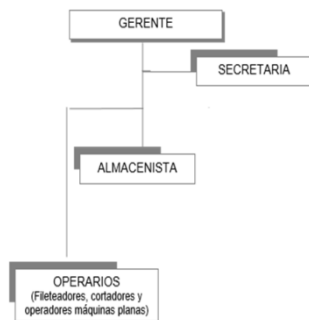 GERENTE
SECRETARIA
ALMACENISTA
OPERARIOS
(Fileteadores, cortadores y
operadores máquinas planas)